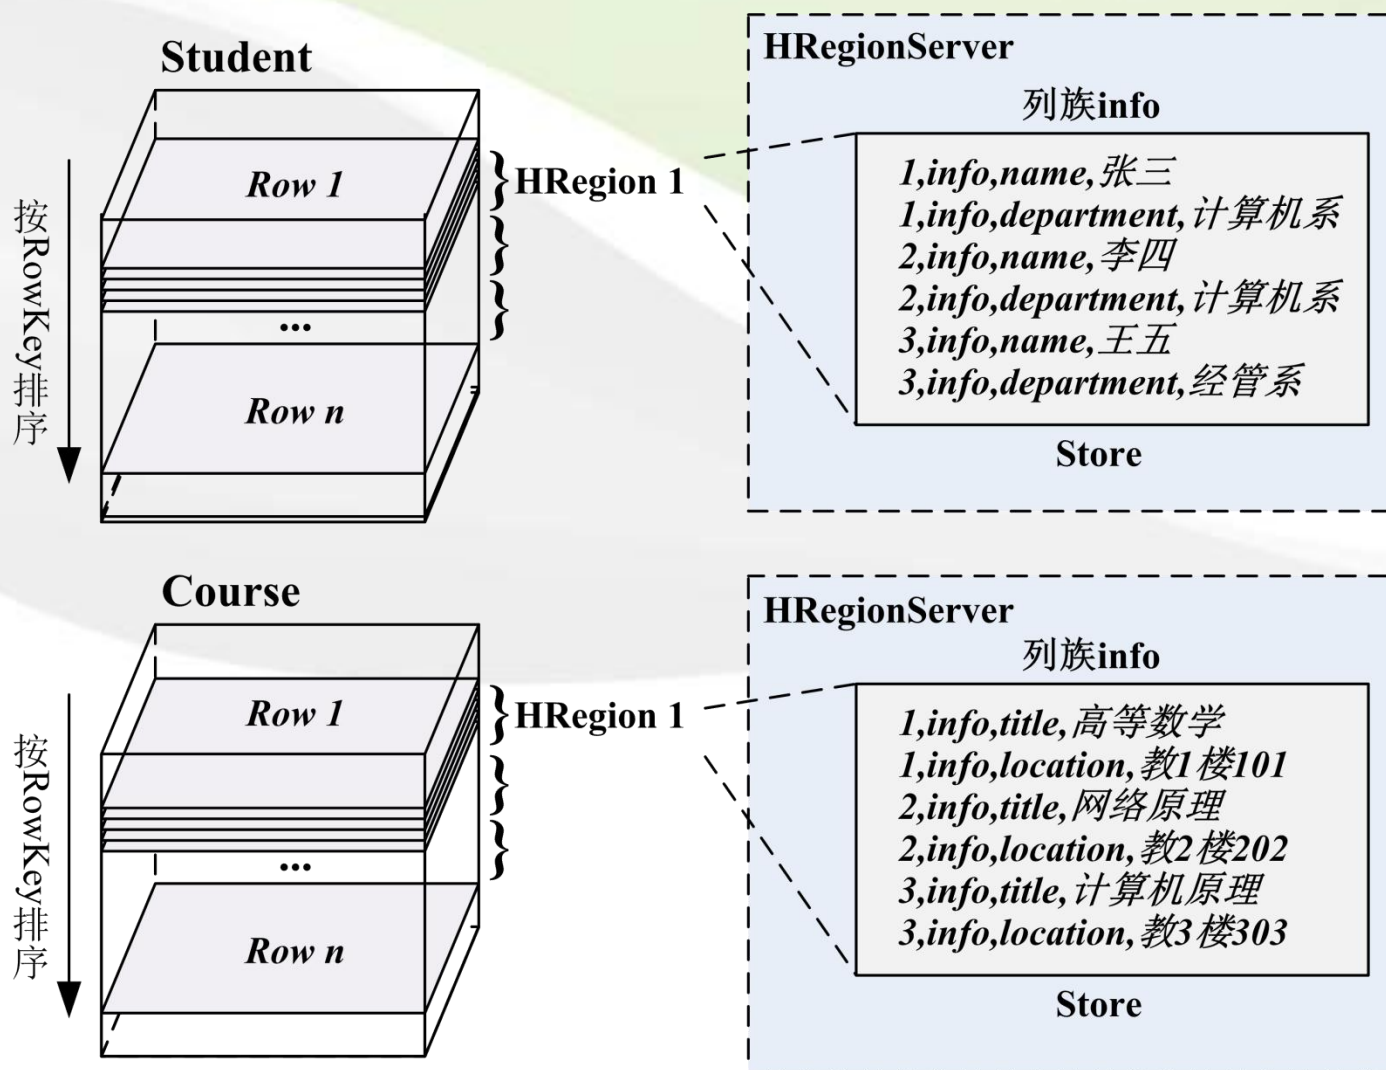 Student
按RowKey排序
Row 1
...
Row n
HRegion 1
HRegionServer
列族info
1,info,name,张三
1,info,department,计算机系
2,info,name,李四
2,info,department,计算机系
3,info,name,王五
3,info,department,经管系
Store
Course
按RowKey排序
Row 1
...
Row n
HRegion 1
HRegionServer
列族info
1,info,title,高等数学
1,info,location,教1楼101
2,info,title,网络原理
2,info,location,教2楼202
3,info,title,计算机原理
3,info,location,教3楼303
Store